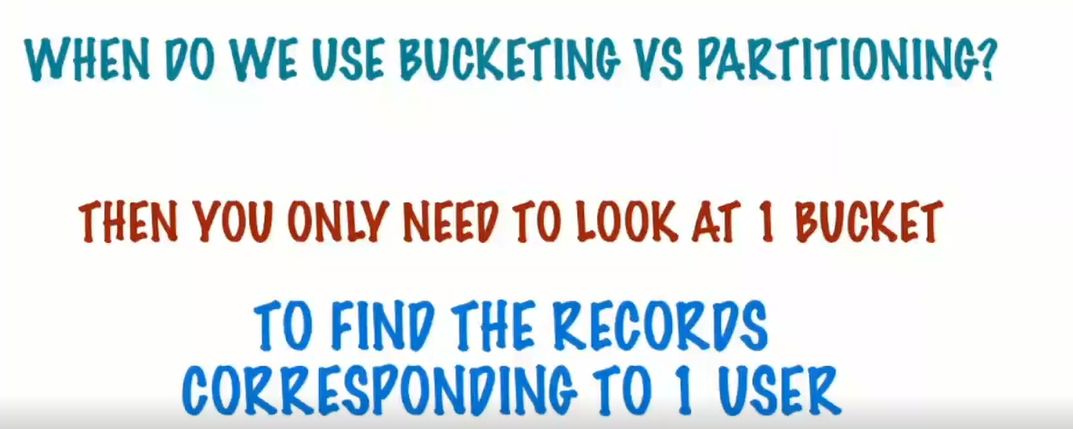 WHEN DO WE USE BUCKETING VS PARTITIONING?
THEN YOU ONLY NEED TO LOOK AT 1 BUCKET
TO FIND THE RECORDS
CORRESPONDING TO 1 USER